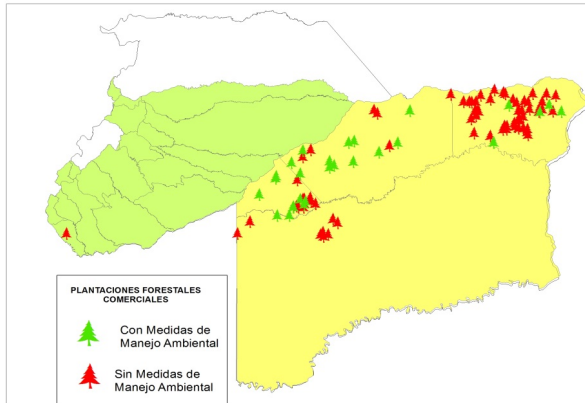 PLANTACIONES FORESTALES
COMERCIALES
Con Medidas de
Manejo Ambiental
Sin Medidas de
Manejo Ambiental